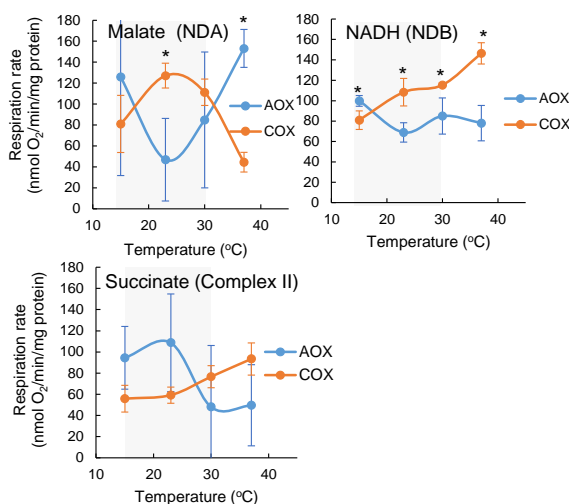 Malate (NDA)
Respiration rate
(nmol O₂/min/mg protein)
180
160
140
120
100
80
60
40
20
0
*
*
AOX
COX
10 20 30 40
Temperature (°C)
NADH (NDB)
180
160
140
120
100
80
60
40
20
0
*
*
*
*
AOX
COX
10 20 30 40
Temperature (°C)
Succinate (Complex II)
Respiration rate
(nmol O₂/min/mg protein)
180
160
140
120
100
80
60
40
20
0
AOX
COX
10 20 30 40
Temperature (°C)